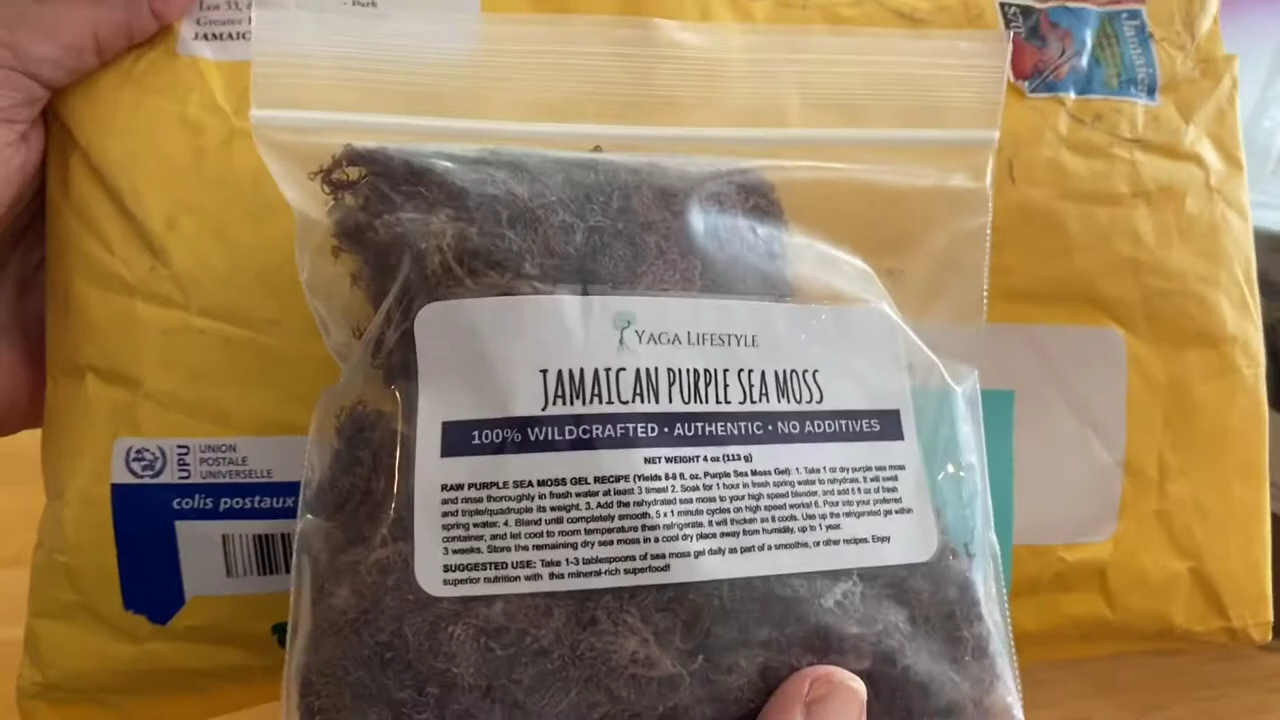 Lot 33,
Park
Greater
JAMAIC
Jamaica
$70
YAGA LIFESTYLE
JAMAICAN PURPLE SEA MOSS
100% WILDCRAFTED • AUTHENTIC • NO ADDITIVES
NET WEIGHT 4 oz (113 g)
RAW PURPLE SEA MOSS GEL RECIPE (Yields 8-9 fl. oz. Purple Sea Moss Gel): 1. Take 1 oz dry purple sea moss
and rinse thoroughly in fresh water at least 3 times! 2. Soak for 1 hour in fresh spring water to rehydrate. It will swell
and triple/quadruple its weight. 3. Add the rehydrated sea moss to your high speed blender, and add 6 fl oz of fresh
spring water. 4. Blend until completely smooth. 5 x 1 minute cycles on high speed works! 6. Pour into your preferred
container, and let cool to room temperature then refrigerate. It will thicken as it cools. Use up the refrigerated gel within
3 weeks. Store the remaining dry sea moss in a cool dry place away from humidity, up to 1 year.
SUGGESTED USE: Take 1-3 tablespoons of sea moss gel daily as part of a smoothie, or other recipes. Enjoy
superior nutrition with this mineral-rich superfood!
UPU
UNION
POSTALE
UNIVERSELLE
colis postaux